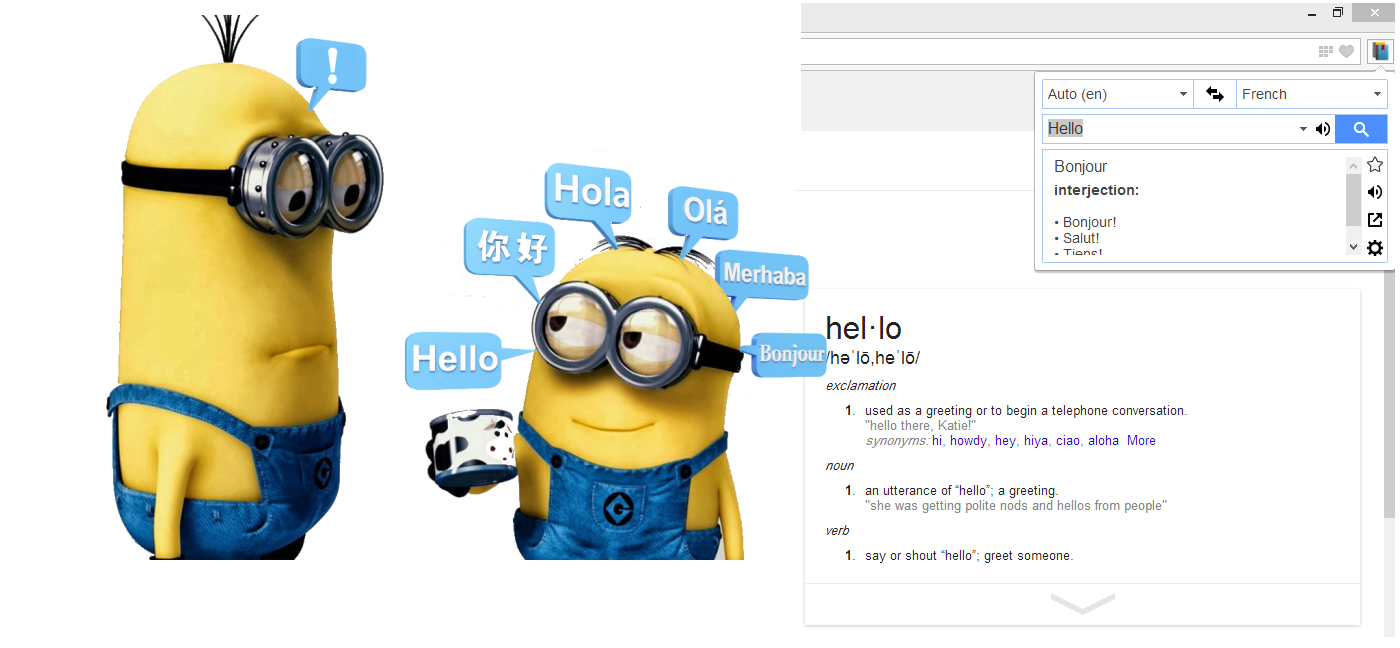 !
Hola
Olá
你好
Merhaba
Hello
Bonjour
Auto (en)
French
Hello
Bonjour
interjection:
• Bonjour!
• Salut!
• Tiens!
hel·lo
/həˈlō,heˈlō/
exclamation
1. used as a greeting or to begin a telephone conversation.
"hello there, Katie!"
synonyms: hi, howdy, hey, hiya, ciao, aloha More
noun
1. an utterance of “hello”; a greeting.
"she was getting polite nods and hellos from people"
verb
1. say or shout “hello”; greet someone.